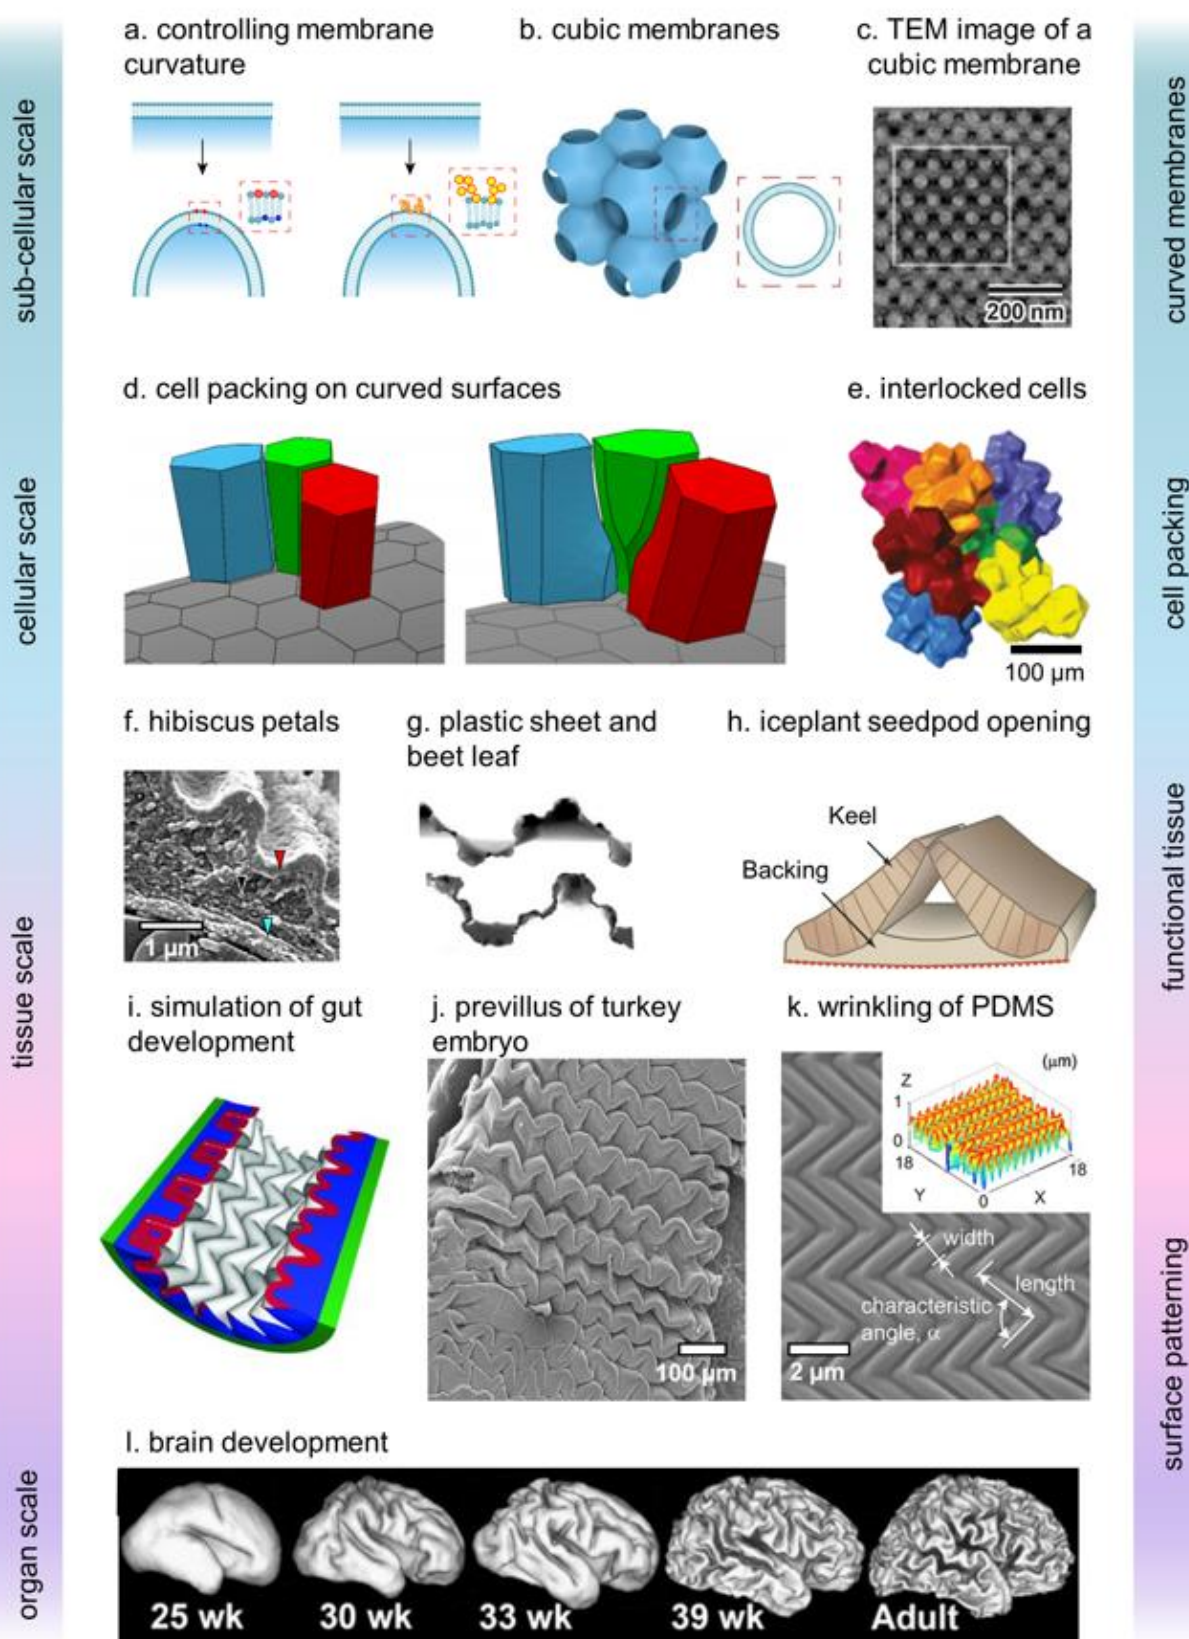 a. controlling membrane
curvature
b. cubic membranes
c. TEM image of a
cubic membrane
sub-cellular scale
curved membranes
200 nm
d. cell packing on curved surfaces
e. interlocked cells
cellular scale
cell packing
100 μm
f. hibiscus petals
g. plastic sheet and
beet leaf
h. iceplant seedpod opening
Keel
Backing
1 μm
tissue scale
functional tissue
i. simulation of gut
development
j. previllus of turkey
embryo
k. wrinkling of PDMS
(μm)
Z
1
0
18
18
Y
0
X
width
length
characteristic
angle, α
100 μm
2 μm
surface patterning
l. brain development
organ scale
25 wk
30 wk
33 wk
39 wk
Adult